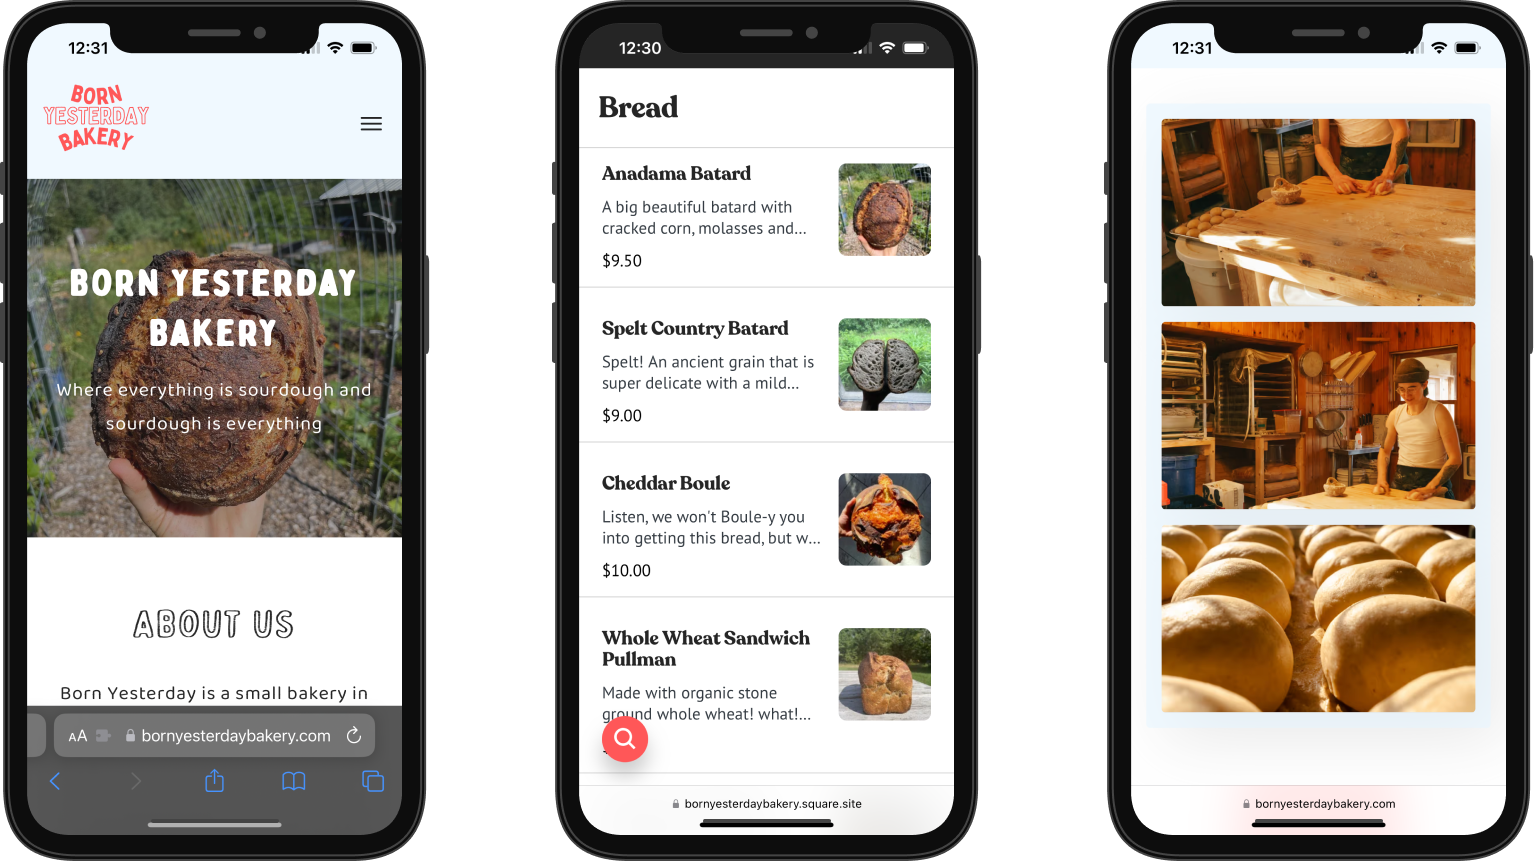 12:31
BORN
YESTERDAY
BAKERY
BORN YESTERDAY
BAKERY
Where everything is sourdough and
sourdough is everything
ABOUT US
Born Yesterday is a small bakery in
AA bornyesterdaybakery.com
12:30
Bread
Anadama Batard
A big beautiful batard with
cracked corn, molasses and...
$9.50
Spelt Country Batard
Spelt! An ancient grain that is
super delicate with a mild...
$9.00
Cheddar Boule
Listen, we won't Boule-y you
into getting this bread, but w...
$10.00
Whole Wheat Sandwich
Pullman
Made with organic stone
ground whole wheat! what!...
bornyesterdaybakery.square.site
12:31
bornyesterdaybakery.com